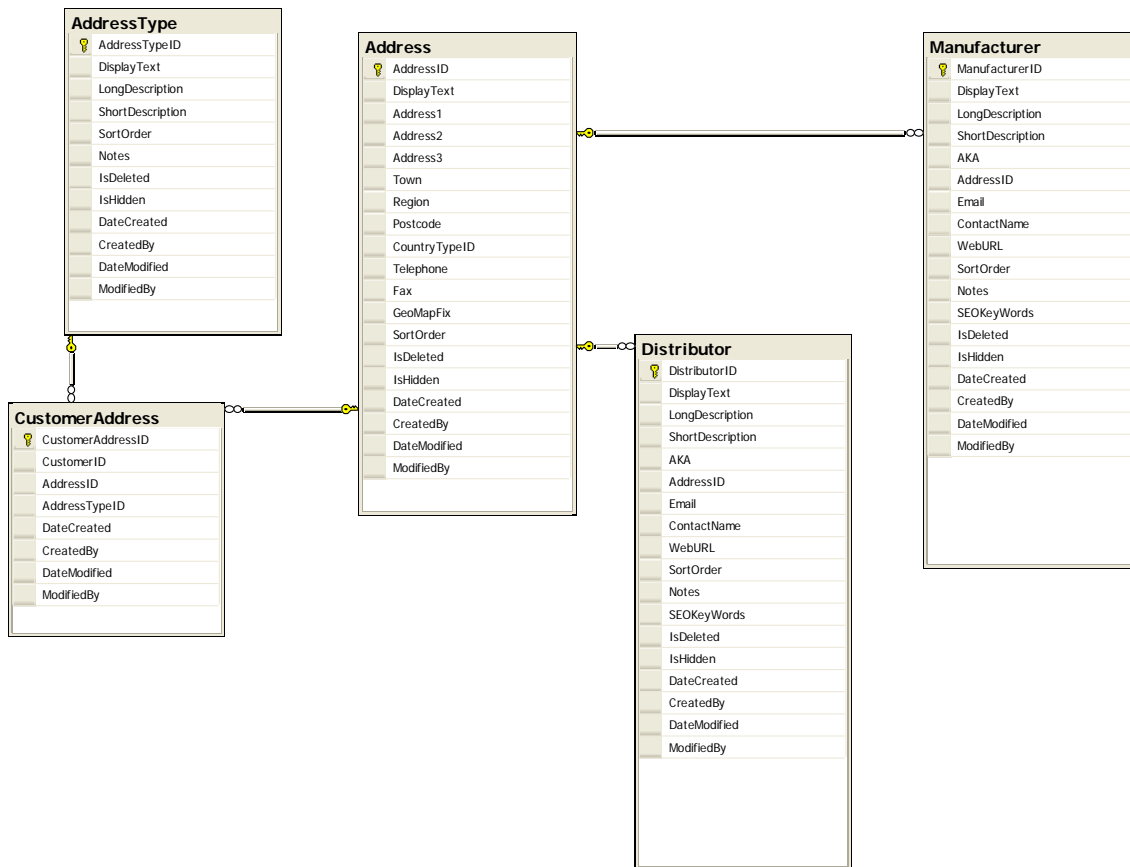 AddressType
AddressTypeID
DisplayText
LongDescription
ShortDescription
SortOrder
Notes
IsDeleted
IsHidden
DateCreated
CreatedBy
DateModified
ModifiedBy
Address
AddressID
DisplayText
Address1
Address2
Address3
Town
Region
Postcode
CountryTypeID
Telephone
Fax
GeoMapFix
SortOrder
IsDeleted
IsHidden
DateCreated
CreatedBy
DateModified
ModifiedBy
Manufacturer
ManufacturerID
DisplayText
LongDescription
ShortDescription
AKA
AddressID
Email
ContactName
WebURL
SortOrder
Notes
SEOKeyWords
IsDeleted
IsHidden
DateCreated
CreatedBy
DateModified
ModifiedBy
CustomerAddress
CustomerAddressID
CustomerID
AddressID
AddressTypeID
DateCreated
CreatedBy
DateModified
ModifiedBy
Distributor
DistributorID
DisplayText
LongDescription
ShortDescription
AKA
AddressID
Email
ContactName
WebURL
SortOrder
Notes
SEOKeyWords
IsDeleted
IsHidden
DateCreated
CreatedBy
DateModified
ModifiedBy